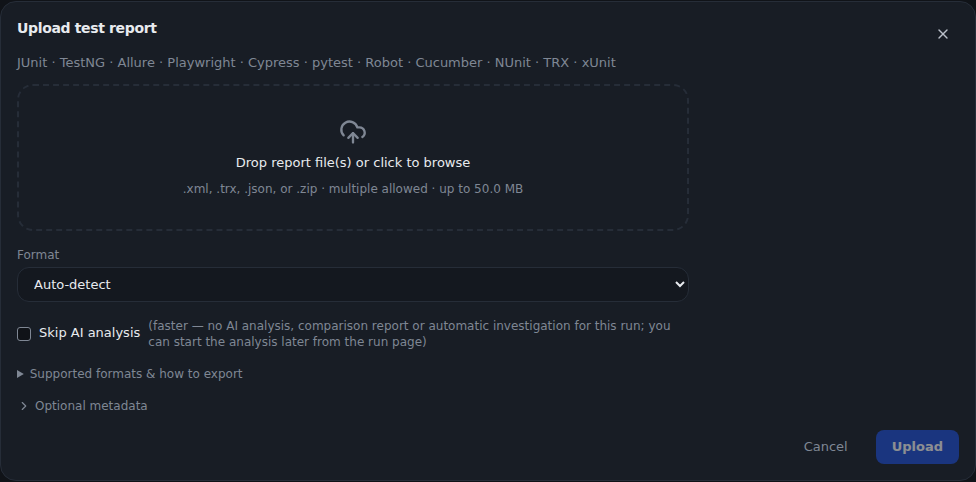 Upload test report
JUnit · TestNG · Allure · Playwright · Cypress · pytest · Robot · Cucumber · NUnit · TRX · xUnit
Drop report file(s) or click to browse
.xml, .trx, .json, or .zip · multiple allowed · up to 50.0 MB
Format
Auto-detect
Skip AI analysis (faster — no AI analysis, comparison report or automatic investigation for this run; you
can start the analysis later from the run page)
Supported formats & how to export
Optional metadata
Cancel Upload